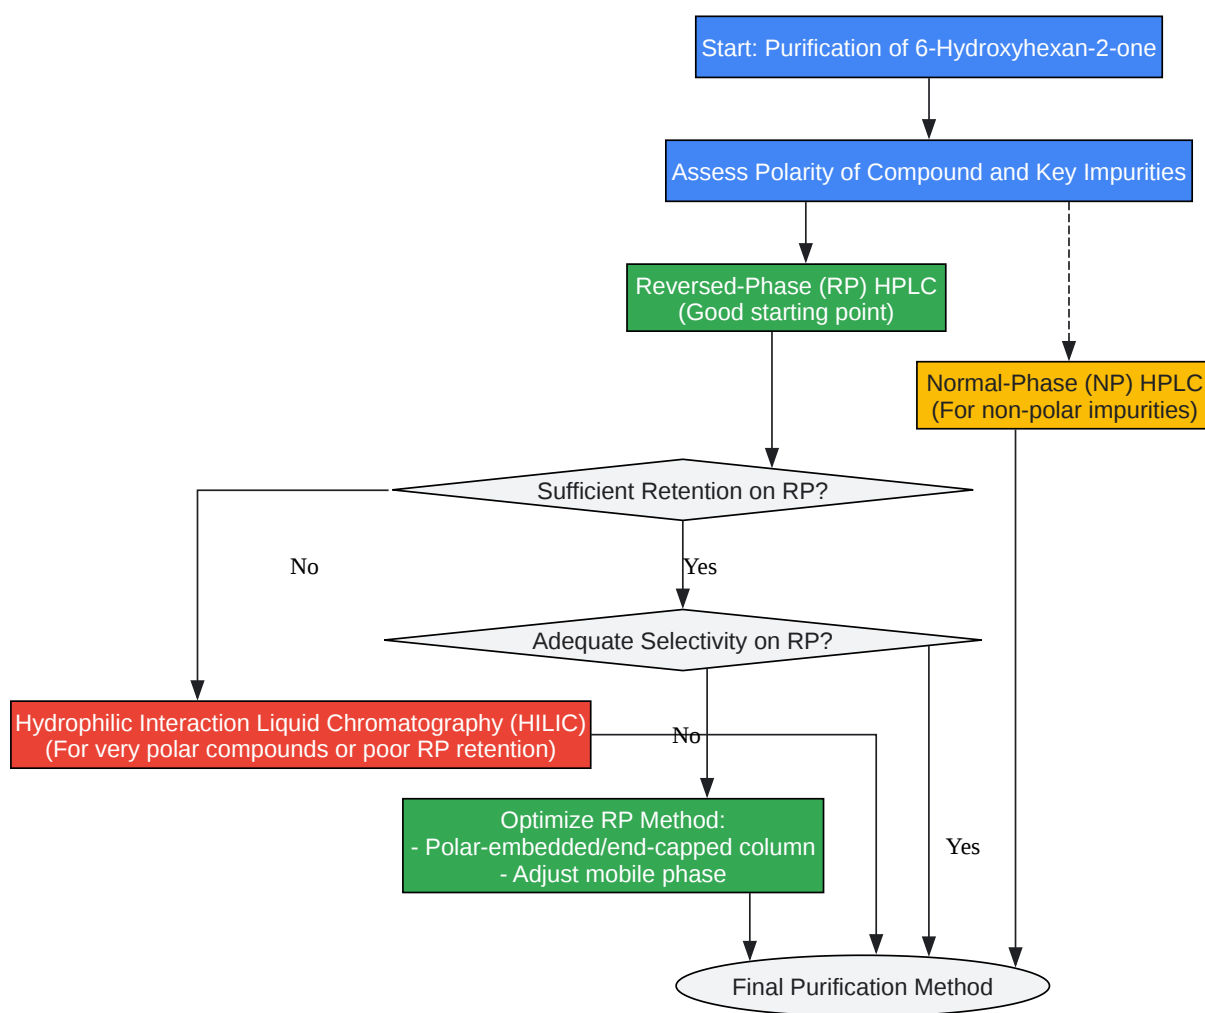 Start: Purification of 6-Hydroxyhexan-2-one
Assess Polarity of Compound and Key Impurities
Reversed-Phase (RP) HPLC
(Good starting point)
Normal-Phase (NP) HPLC
(For non-polar impurities)
Sufficient Retention on RP?
No
Yes
Adequate Selectivity on RP?
Hydrophilic Interaction Liquid Chromatography (HILIC)
(For very polar compounds or poor RP retention)
No
Optimize RP Method:
- Polar-embedded/end-capped column
- Adjust mobile phase
Yes
Final Purification Method